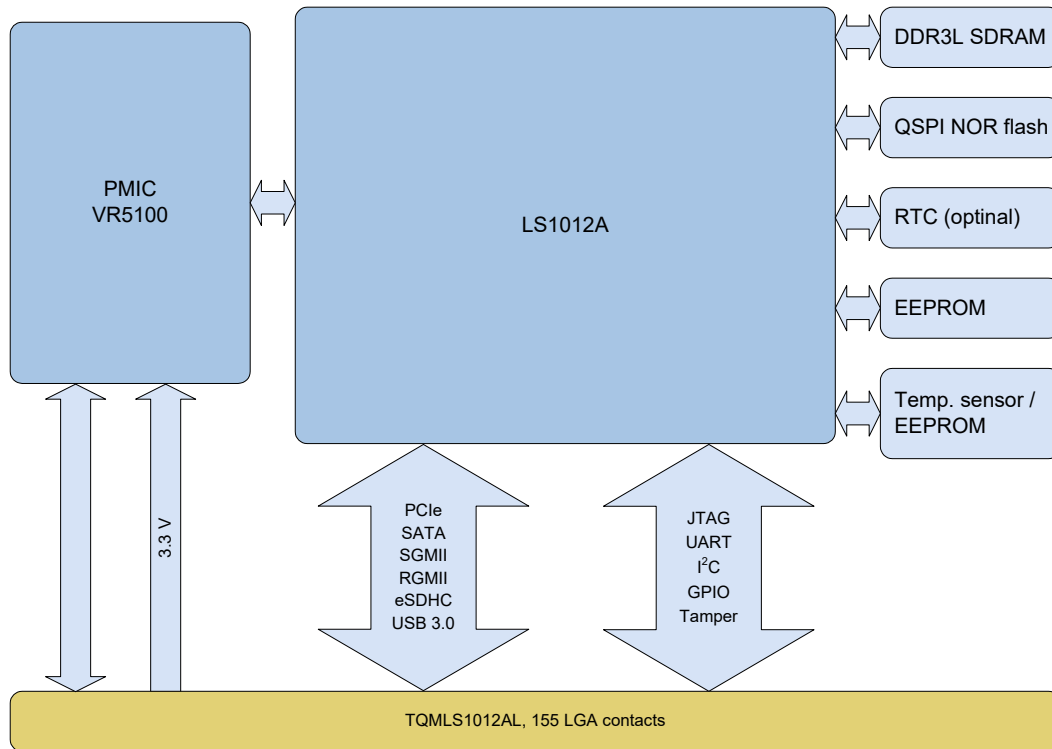 PMIC
VR5100
LS1012A
DDR3L SDRAM
QSPI NOR flash
RTC (optinal)
EEPROM
Temp. sensor /
EEPROM
3.3 V
PCIe
SATA
SGMII
RGMII
eSDHC
USB 3.0
JTAG
UART
I²C
GPIO
Tamper
TQMLS1012AL, 155 LGA contacts